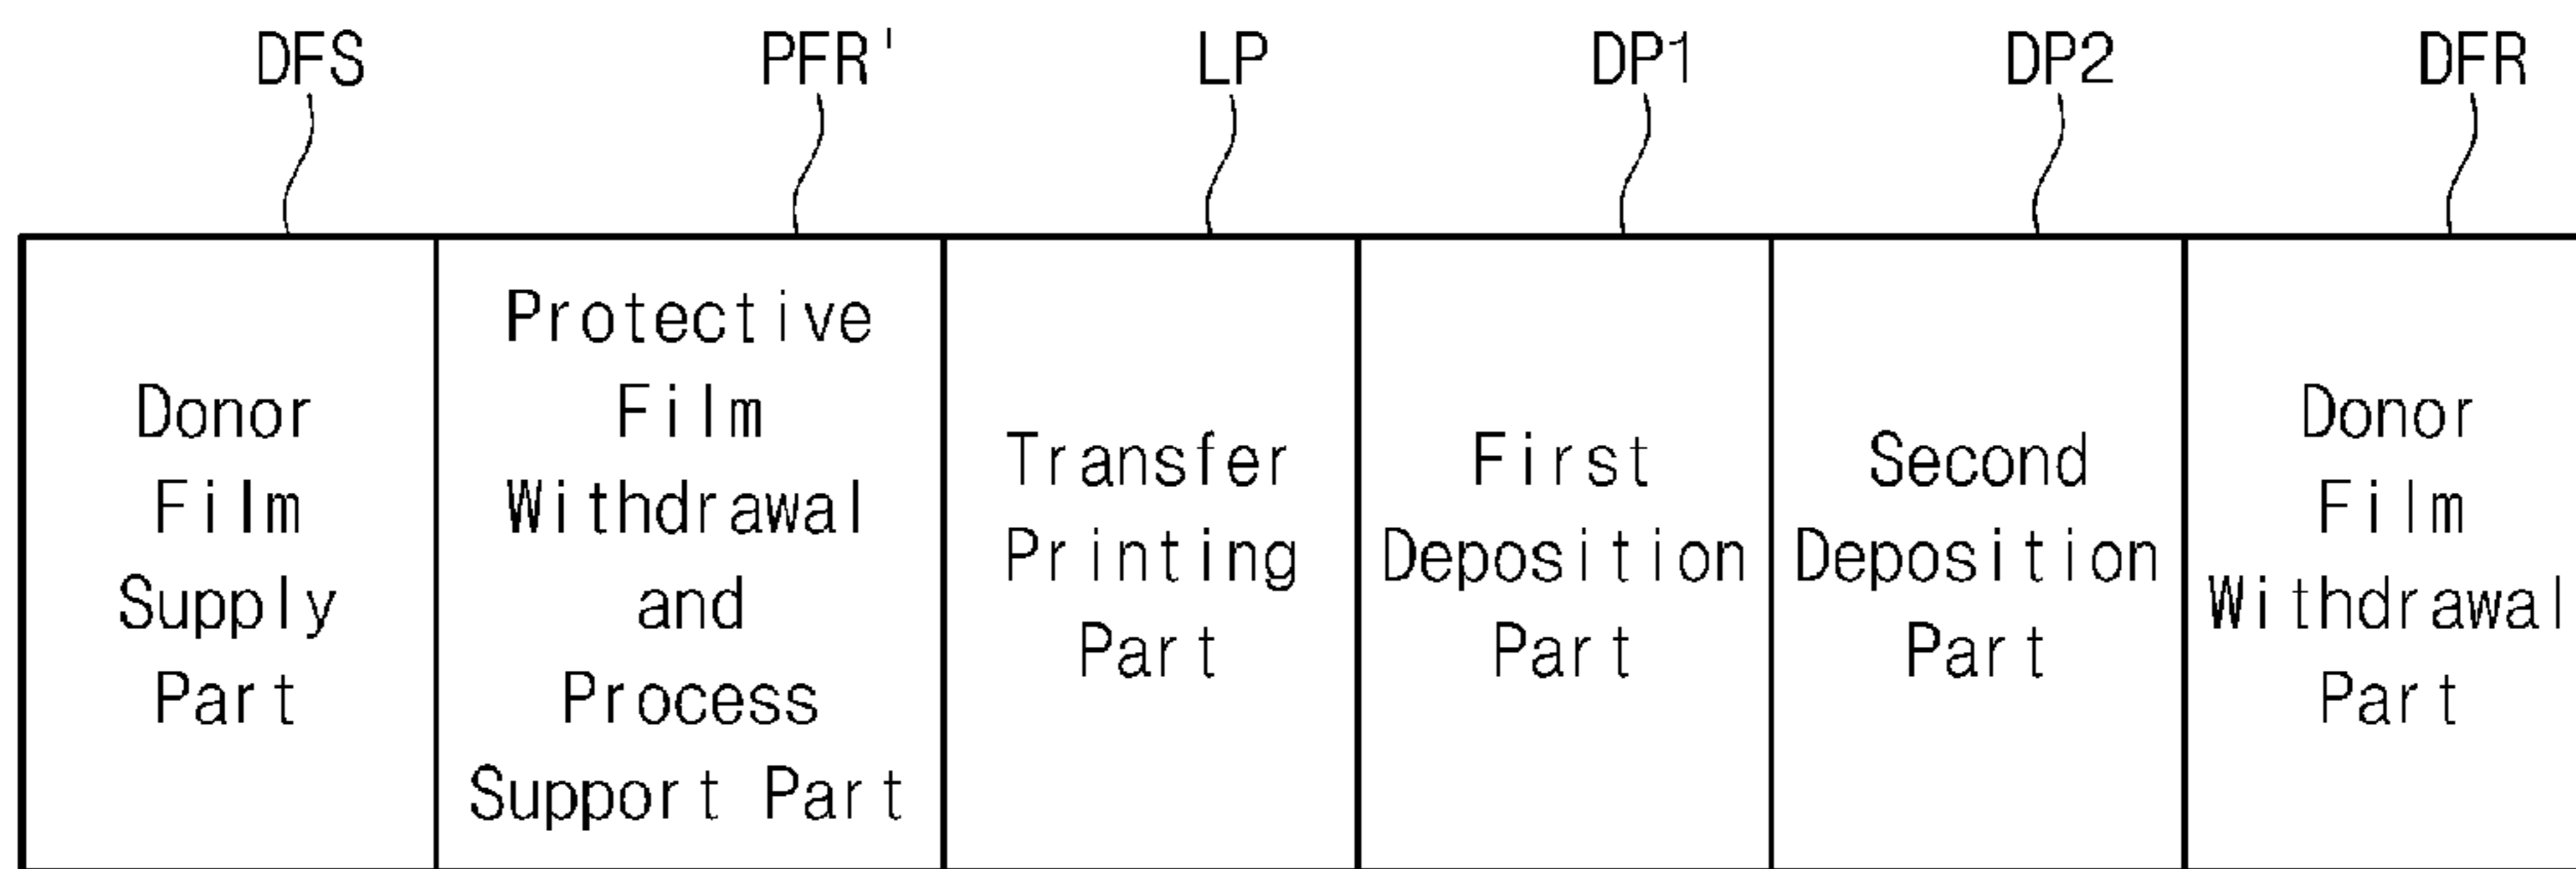 DFS PFR' LP DP1 DP2 DFR
Donor
Film
Supply
Part
Protective
Film
Withdrawal
and
Process
Support Part
Transfer
Printing
Part
First
Deposition
Part
Second
Deposition
Part
Donor
Film
Withdrawal
Part